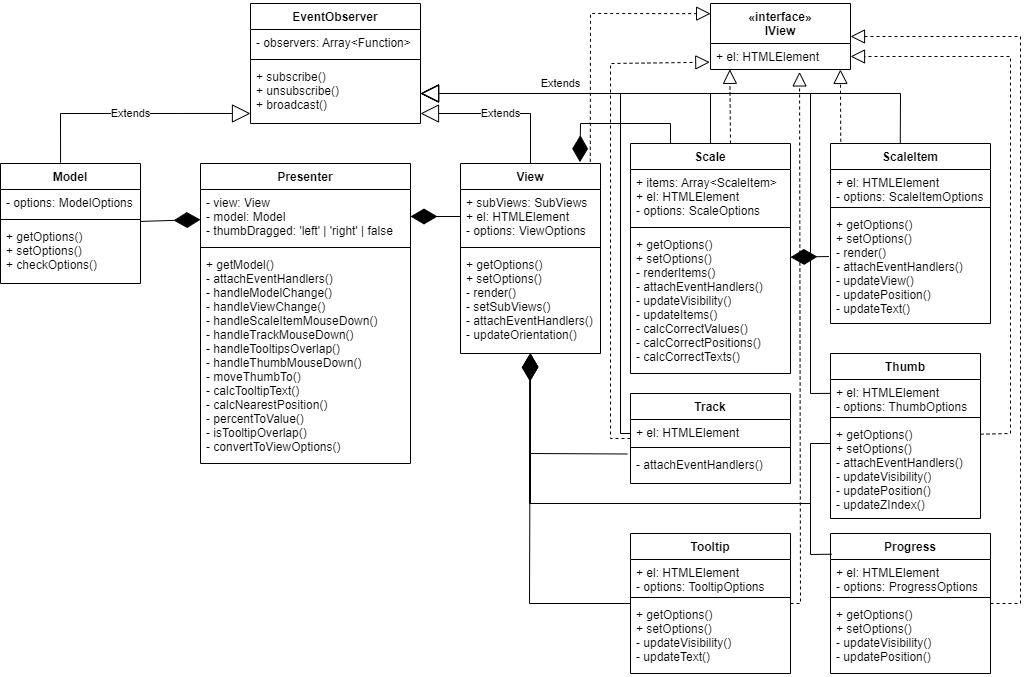 EventObserver
- observers: Array<Function>
+ subscribe()
+ unsubscribe()
+ broadcast()
«interface»
IView
+ el: HTMLElement
Extends
Extends
Extends
Model
- options: ModelOptions
+ getOptions()
+ setOptions()
+ checkOptions()
Presenter
- view: View
- model: Model
- thumbDragged: 'left' | 'right' | false
+ getModel()
- attachEventHandlers()
- handleModelChange()
- handleViewChange()
- handleScaleItemMouseDown()
- handleTrackMouseDown()
- handleTooltipsOverlap()
- handleThumbMouseDown()
- moveThumbTo()
- calcTooltipText()
- calcNearestPosition()
- percentToValue()
- isTooltipOverlap()
- convertToViewOptions()
View
+ subViews: SubViews
+ el: HTMLElement
- options: ViewOptions
+ getOptions()
+ setOptions()
- render()
- setSubViews()
- attachEventHandlers()
- updateOrientation()
Scale
+ items: Array<ScaleItem>
+ el: HTMLElement
- options: ScaleOptions
+ getOptions()
+ setOptions()
- renderItems()
- attachEventHandlers()
- updateVisibility()
- updateItems()
- calcCorrectValues()
- calcCorrectPositions()
- calcCorrectTexts()
ScaleItem
+ el: HTMLElement
- options: ScaleItemOptions
+ getOptions()
+ setOptions()
- render()
- attachEventHandlers()
- updateView()
- updatePosition()
- updateText()
Track
+ el: HTMLElement
- attachEventHandlers()
Thumb
+ el: HTMLElement
- options: ThumbOptions
+ getOptions()
+ setOptions()
- attachEventHandlers()
- updateVisibility()
- updatePosition()
- updateZIndex()
Tooltip
+ el: HTMLElement
- options: TooltipOptions
+ getOptions()
+ setOptions()
- updateVisibility()
- updateText()
Progress
+ el: HTMLElement
- options: ProgressOptions
+ getOptions()
+ setOptions()
- updateVisibility()
- updatePosition()